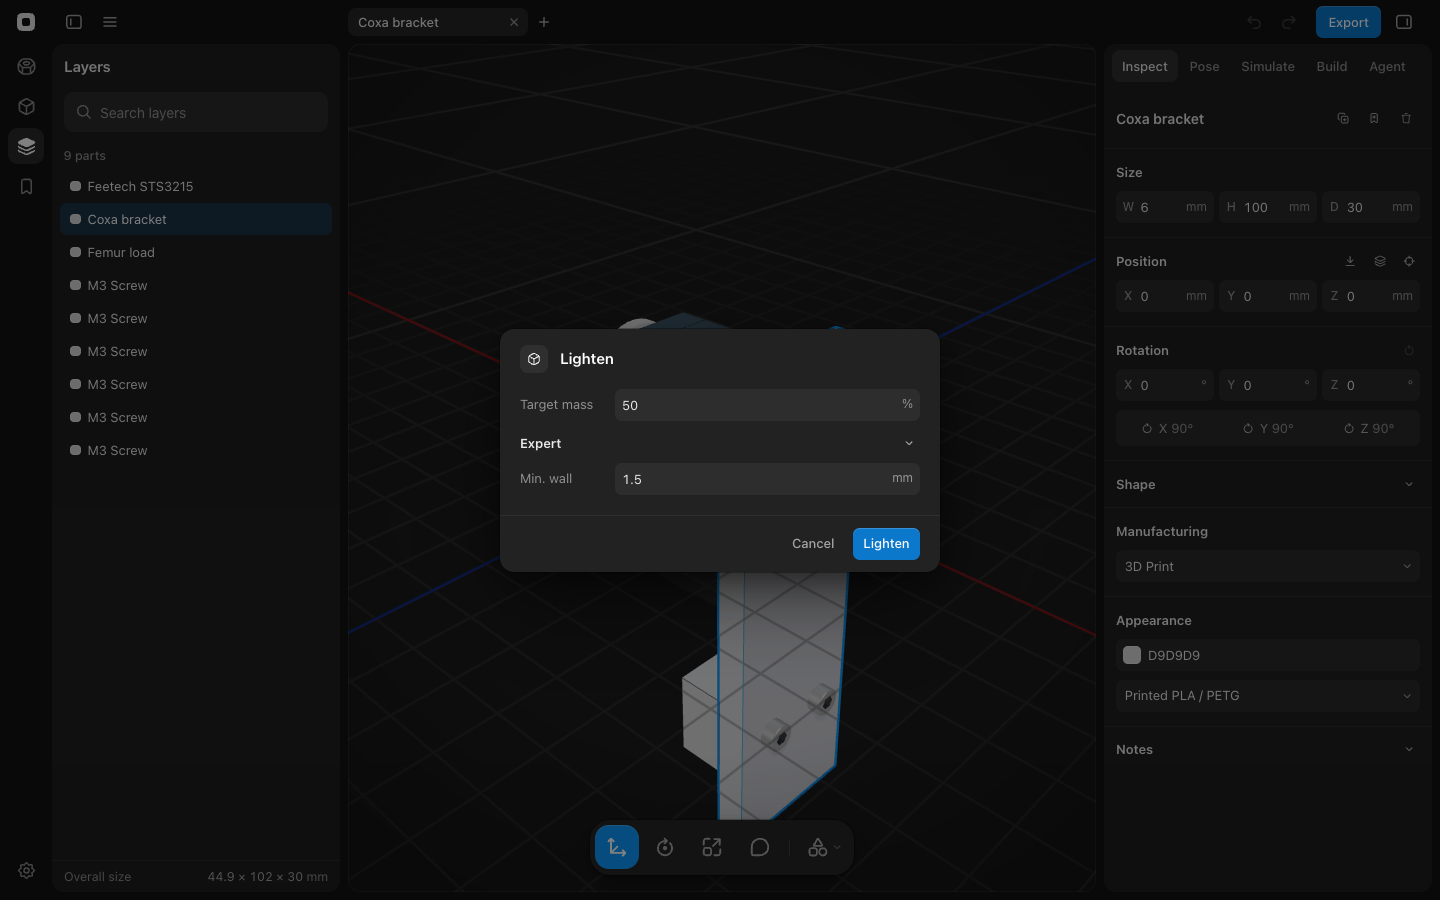 Coxa bracket
Export
Layers
Search layers
9 parts
Feetech STS3215
Coxa bracket
Femur load
M3 Screw
M3 Screw
M3 Screw
M3 Screw
M3 Screw
M3 Screw
Overall size 44.9 × 102 × 30 mm
Lighten
Target mass 50 %
Expert
Min. wall 1.5 mm
Cancel Lighten
Inspect Pose Simulate Build Agent
Coxa bracket
Size
W 6 mm H 100 mm D 30 mm
Position
X 0 mm Y 0 mm Z 0 mm
Rotation
X 0 ° Y 0 ° Z 0 °
X 90° Y 90° Z 90°
Shape
Manufacturing
3D Print
Appearance
D9D9D9
Printed PLA / PETG
Notes